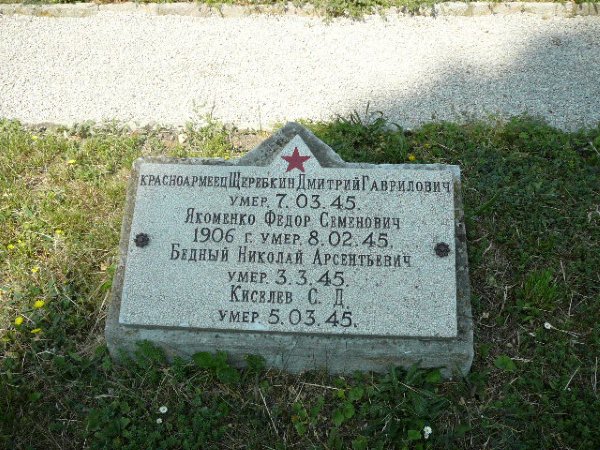 красноармеец Щеребкин Дмитрий Гаврилович
умер. 7. 03. 45.
Якоменко Федор Семенович
1906 г. умер. 8. 02. 45.
Бедный Николай Арсентьевич
умер. 3. 3. 45.
Киселев С. Д.
умер. 5. 03. 45.